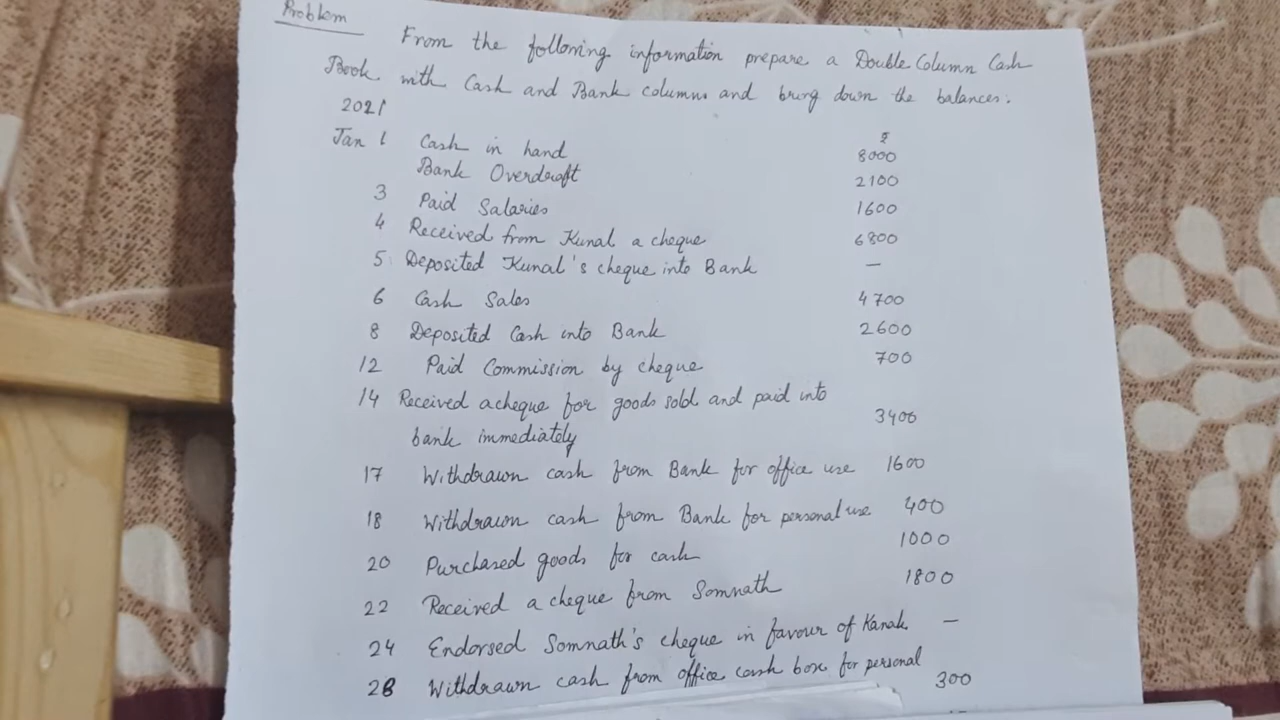 Problem
From the following information prepare a Double Column Cash
Book with Cash and Bank columns and bring down the balances.
2021
₹
Jan 1 Cash in hand 8000
Bank Overdraft 2100
3 Paid Salaries 1600
4 Received from Kunal a cheque 6800
5 Deposited Kunal's cheque into Bank —
6 Cash Sales 4700
8 Deposited Cash into Bank 2600
12 Paid Commission by cheque 700
14 Received a cheque for goods sold and paid into
bank immediately 3400
17 Withdrawn cash from Bank for office use 1600
18 Withdrawn cash from Bank for personal use 400
20 Purchased goods for cash 1000
22 Received a cheque from Somnath 1800
24 Endorsed Somnath's cheque in favour of Kanak. —
28 Withdrawn cash from office cash box for personal 300